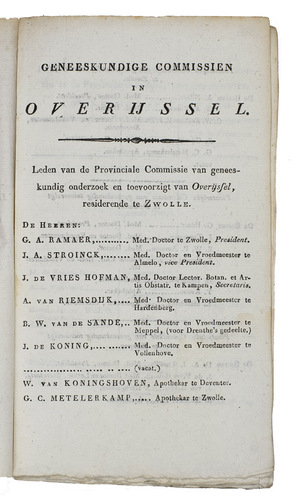 GENEESKUNDIGE COMMISSIEN
IN
OVERIJSSEL.
Leden van de Provinciale Commissie van genees-
kundig onderzoek en toevoorzigt van Overijsfel,
residerende te ZWOLLE.
DE HEEREN:
G. A. RAMAER,.......... Med. Doctor te Zwolle, President.
J. A. STROINCK,.......... Med. Doctor en Vroedmeester te
Almelo, vice President.
J. DE VRIES HOFMAN, Med. Doctor Lector. Botan. et Ar-
tis Obstatr. te Kampen, Secretaris.
A. VAN RIEMSDIJK,.... Med. Doctor en Vroedmeester te
Hardenberg.
B. W. VAN DE SANDE,.. Med. Doctor en Vroedmeester te
Meppel, (voor Drenthe's gedeelte.)
J. DE KONING,.......... Med. Doctor en Vroedmeester te
Vollenhove.
.......................... (vacat.)
W. VAN KONINGSHOVEN, Apothekar te Deventer.
G. C. METELERKAMP,..... Apothekar te Zwolle.